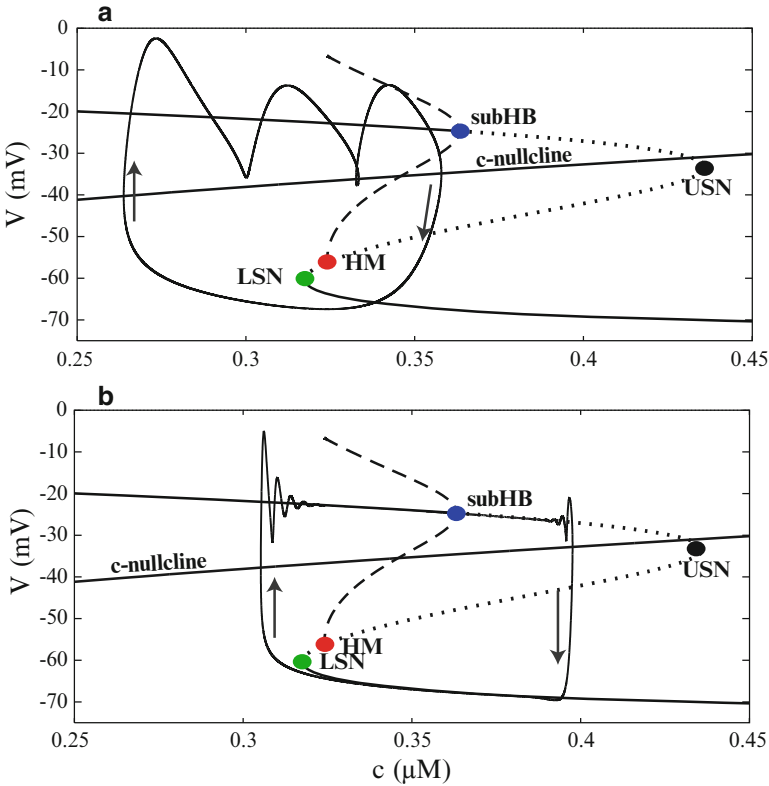 a
0
-10
-20
-30
-40
-50
-60
-70
V (mV)
subHB
c-nullcline
USN
HM
LSN
0.25
0.3
0.35
0.4
0.45
b
0
-10
-20
-30
-40
-50
-60
-70
V (mV)
subHB
c-nullcline
USN
HM
LSN
0.25
0.3
0.35
0.4
0.45
c (μM)